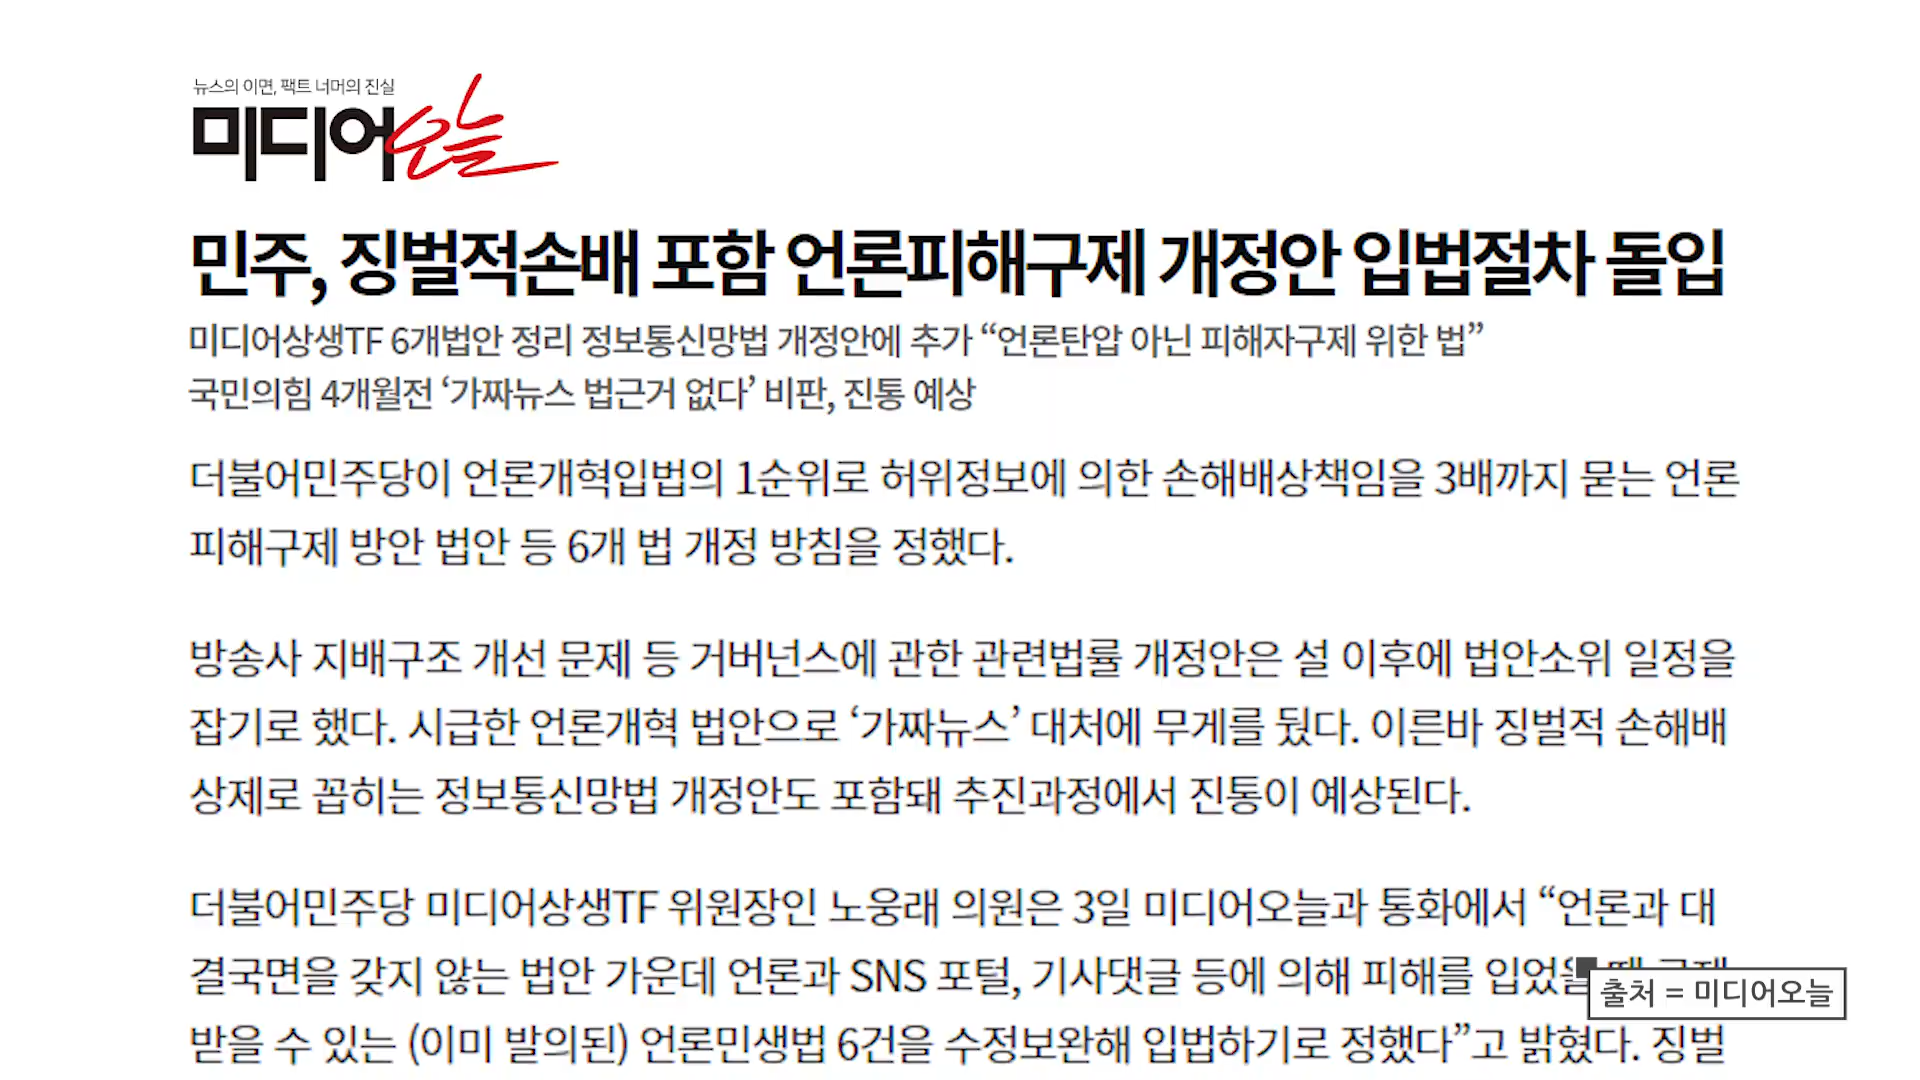 뉴스의 이면, 팩트 너머의 진실
미디어오늘
민주, 징벌적손배 포함 언론피해구제 개정안 입법절차 돌입
미디어상생TF 6개법안 정리 정보통신망법 개정안에 추가 “언론탄압 아닌 피해자구제 위한 법”
국민의힘 4개월전 ‘가짜뉴스 법근거 없다’ 비판, 진통 예상
더불어민주당이 언론개혁입법의 1순위로 허위정보에 의한 손해배상책임을 3배까지 묻는 언론
피해구제 방안 법안 등 6개 법 개정 방침을 정했다.
방송사 지배구조 개선 문제 등 거버넌스에 관한 관련법률 개정안은 설 이후에 법안소위 일정을
잡기로 했다. 시급한 언론개혁 법안으로 ‘가짜뉴스’ 대처에 무게를 뒀다. 이른바 징벌적 손해배
상제로 꼽히는 정보통신망법 개정안도 포함돼 추진과정에서 진통이 예상된다.
더불어민주당 미디어상생TF 위원장인 노웅래 의원은 3일 미디어오늘과 통화에서 “언론과 대
결국면을 갖지 않는 법안 가운데 언론과 SNS 포털, 기사댓글 등에 의해 피해를 입었을
출처 = 미디어오늘
받을 수 있는 (이미 발의된) 언론민생법 6건을 수정보완해 입법하기로 정했다”고 밝혔다. 징벌